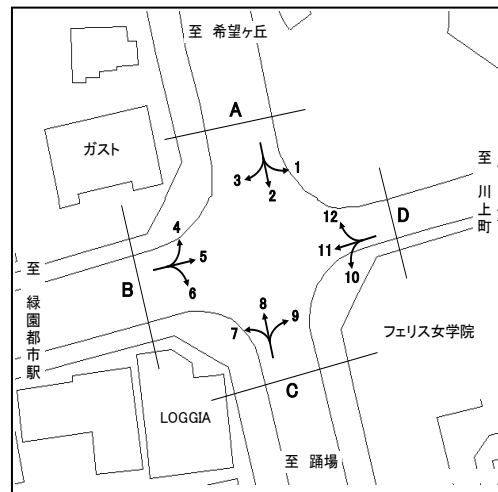 至 希望ヶ丘
A
ガスト
3
2
1
至 川上町
12
D
11
10
4
5
6
B
至 緑園都市駅
8
7
9
フェリス女学院
C
LOGGIA
至 踊場